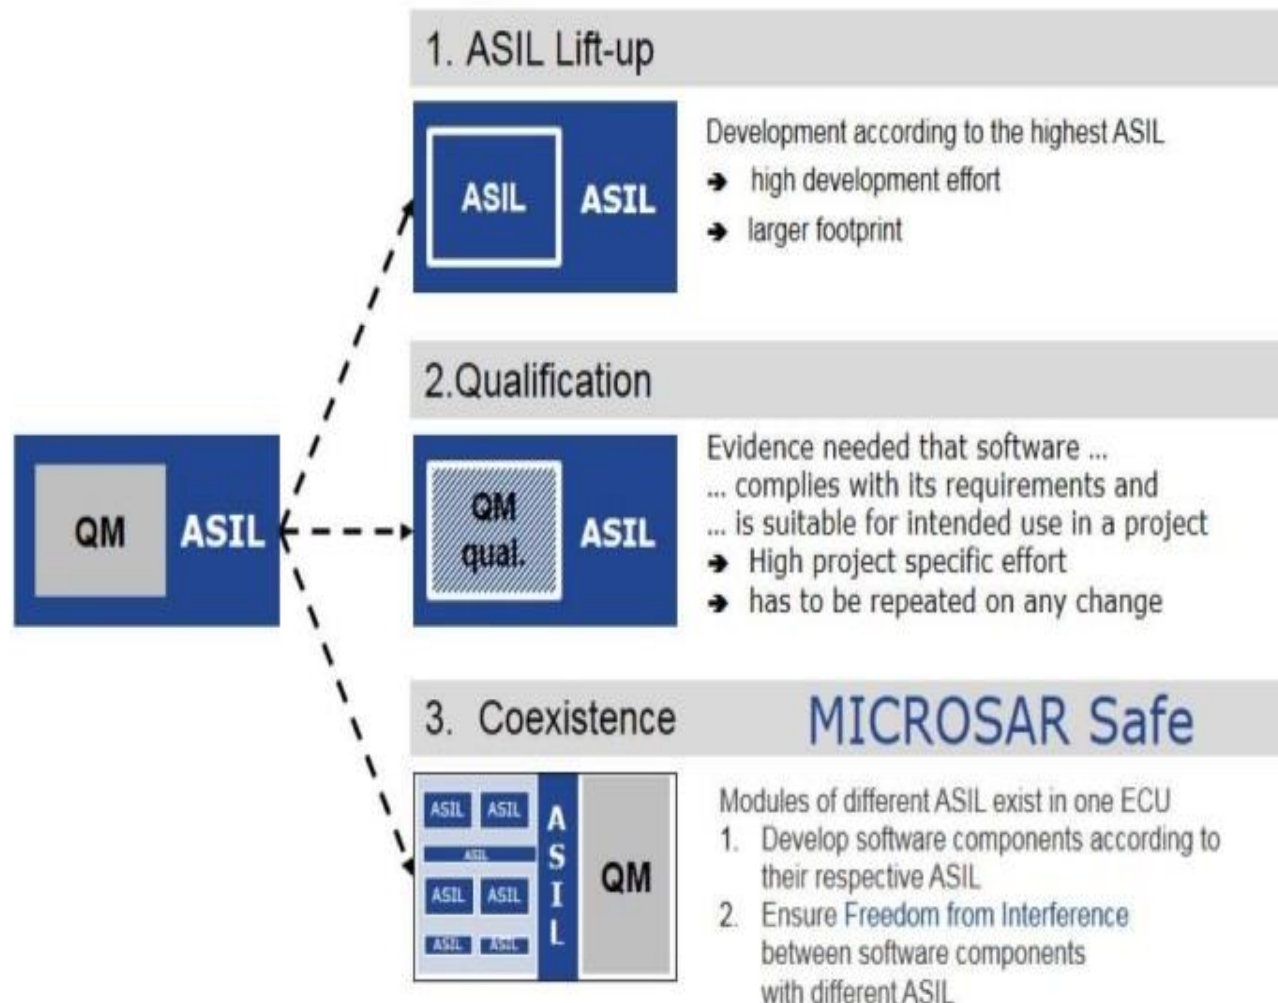 1. ASIL Lift-up
ASIL
ASIL
Development according to the highest ASIL
➔ high development effort
➔ larger footprint
2.Qualification
QM
ASIL
QM
qual.
ASIL
Evidence needed that software ...
... complies with its requirements and
... is suitable for intended use in a project
➔ High project specific effort
➔ has to be repeated on any change
3. Coexistence
MICROSAR Safe
ASIL ASIL
ASIL
ASIL ASIL
ASIL ASIL
A
S
I
L
QM
Modules of different ASIL exist in one ECU
1. Develop software components according to
their respective ASIL
2. Ensure Freedom from Interference
between software components
with different ASIL